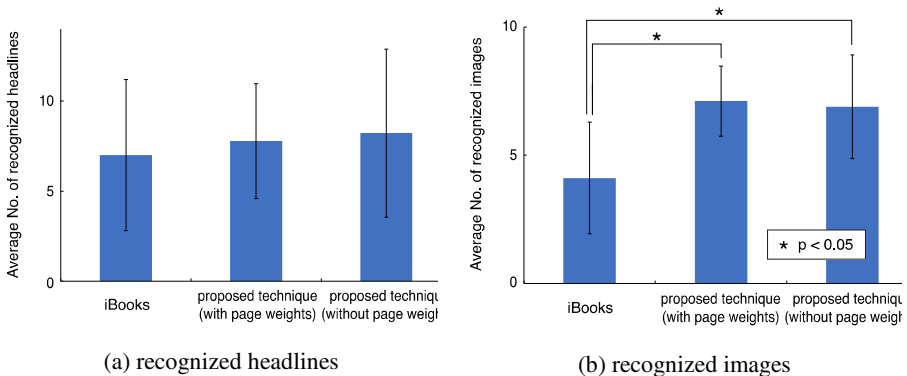 Average No. of recognized headlines
10
5
0
iBooks
proposed technique
(with page weights)
proposed techniqu
(without page weigh
(a) recognized headlines
Average No. of recognized images
10
5
0
*
*
* p < 0.05
iBooks
proposed technique
(with page weights)
proposed techniqu
(without page weigh
(b) recognized images